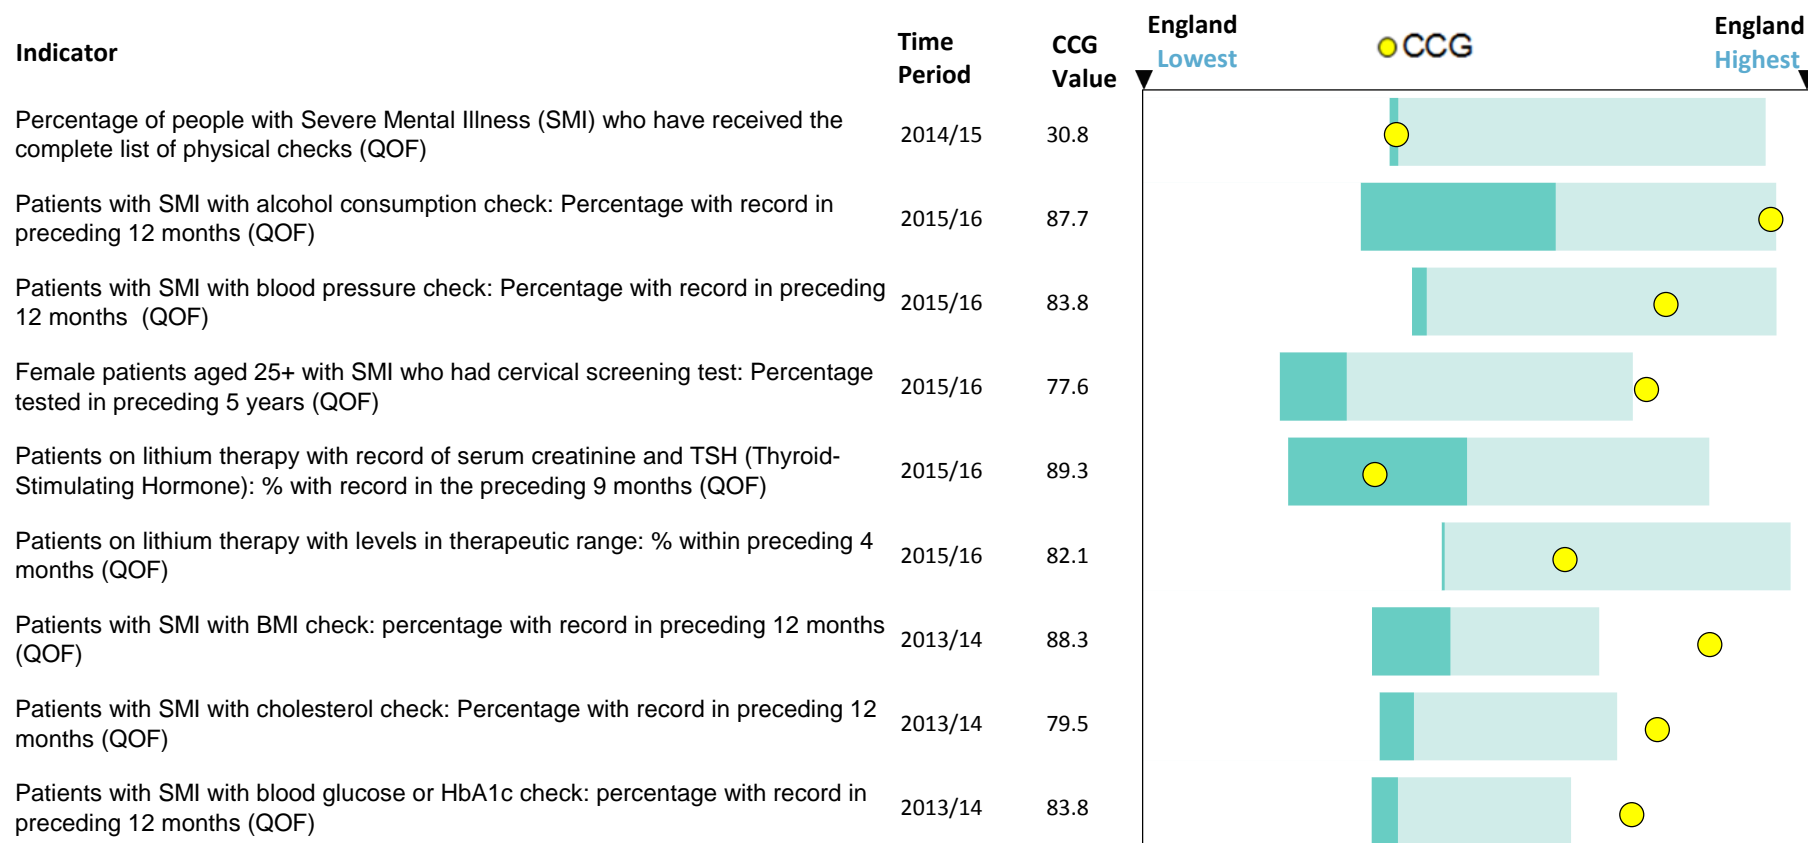 Indicator
Time
Period
CCG
Value
England
Lowest
CCG
England
Highest
Percentage of people with Severe Mental Illness (SMI) who have received the
complete list of physical checks (QOF)
2014/15
30.8
Patients with SMI with alcohol consumption check: Percentage with record in
preceding 12 months (QOF)
2015/16
87.7
Patients with SMI with blood pressure check: Percentage with record in preceding
12 months  (QOF)
2015/16
83.8
Female patients aged 25+ with SMI who had cervical screening test: Percentage
tested in preceding 5 years (QOF)
2015/16
77.6
Patients on lithium therapy with record of serum creatinine and TSH (Thyroid-
Stimulating Hormone): % with record in the preceding 9 months (QOF)
2015/16
89.3
Patients on lithium therapy with levels in therapeutic range: % within preceding 4
months (QOF)
2015/16
82.1
Patients with SMI with BMI check: percentage with record in preceding 12 months
(QOF)
2013/14
88.3
Patients with SMI with cholesterol check: Percentage with record in preceding 12
months (QOF)
2013/14
79.5
Patients with SMI with blood glucose or HbA1c check: percentage with record in
preceding 12 months (QOF)
2013/14
83.8